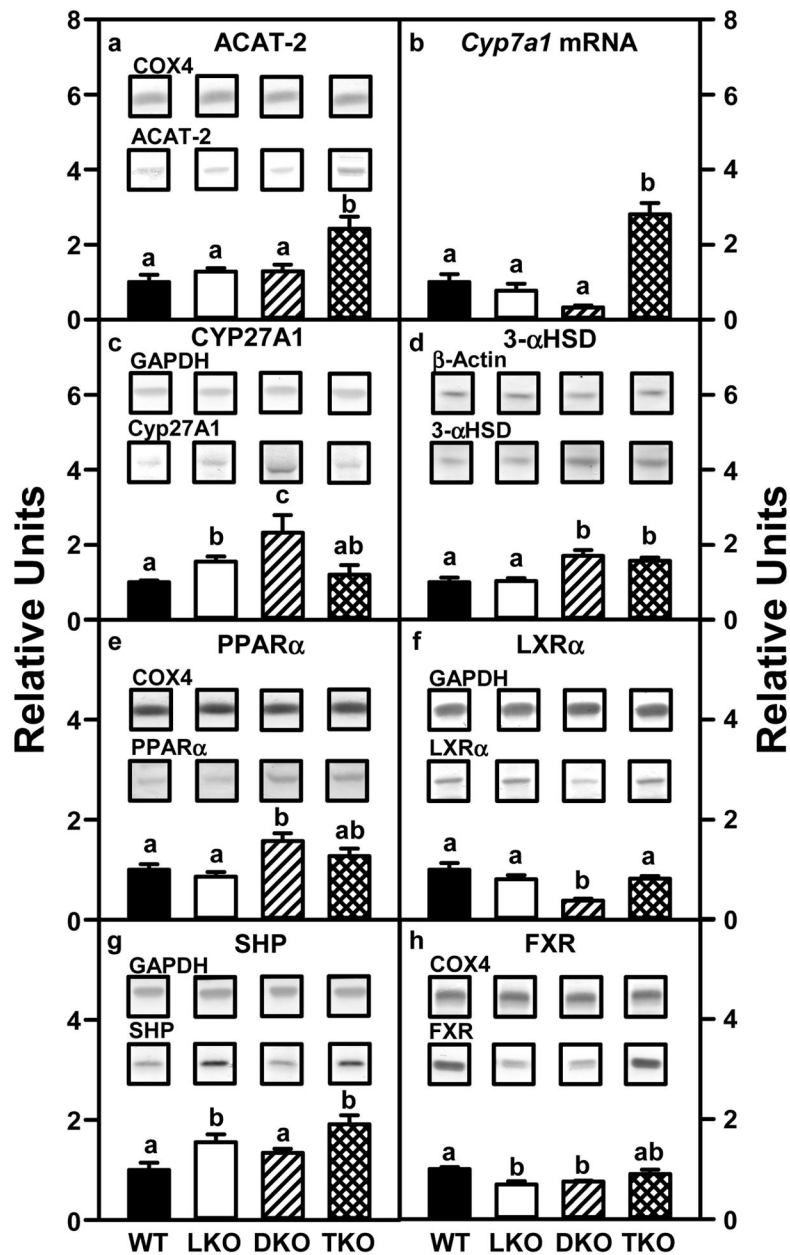 a ACAT-2
COX4
ACAT-2
a a a b
b Cyp7a1 mRNA
a a a b
c CYP27A1
GAPDH
Cyp27A1
a b c ab
d 3-αHSD
β-Actin
3-αHSD
a a b b
e PPARα
COX4
PPARα
a a b ab
f LXRα
GAPDH
LXRα
a a b a
g SHP
GAPDH
SHP
a b a b
h FXR
COX4
FXR
a b b ab
8
6
4
2
0
6
4
2
0
4
2
0
4
2
0
8
6
4
2
0
6
4
2
0
4
2
0
4
2
0
Relative Units
Relative Units
WT LKO DKO TKO WT LKO DKO TKO